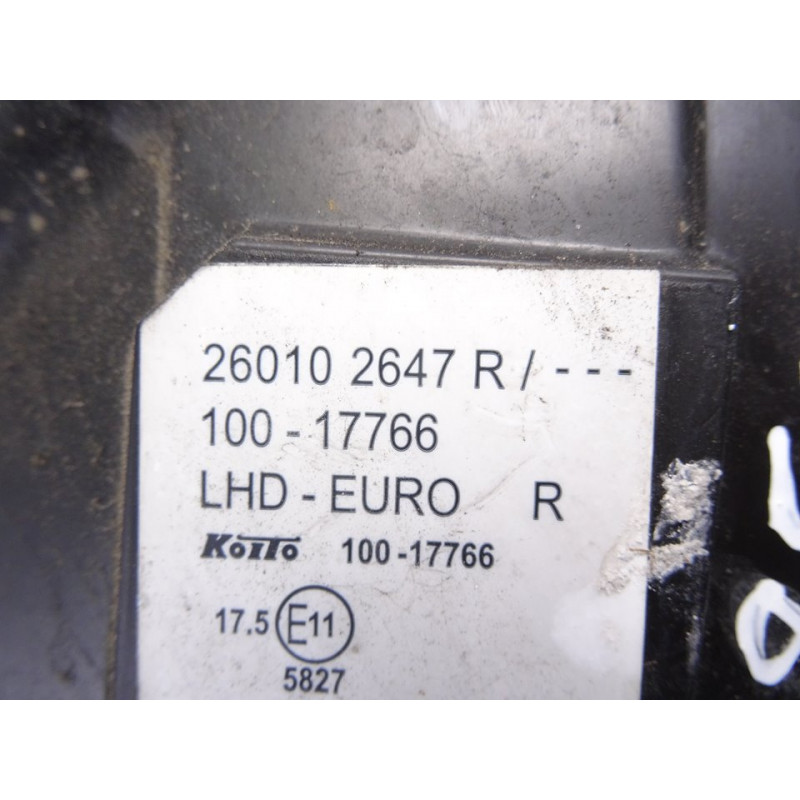 26010 2647 R / - - -
100 - 17766
LHD - EURO R
KOITO 100 -17766
17.5 E11
5827